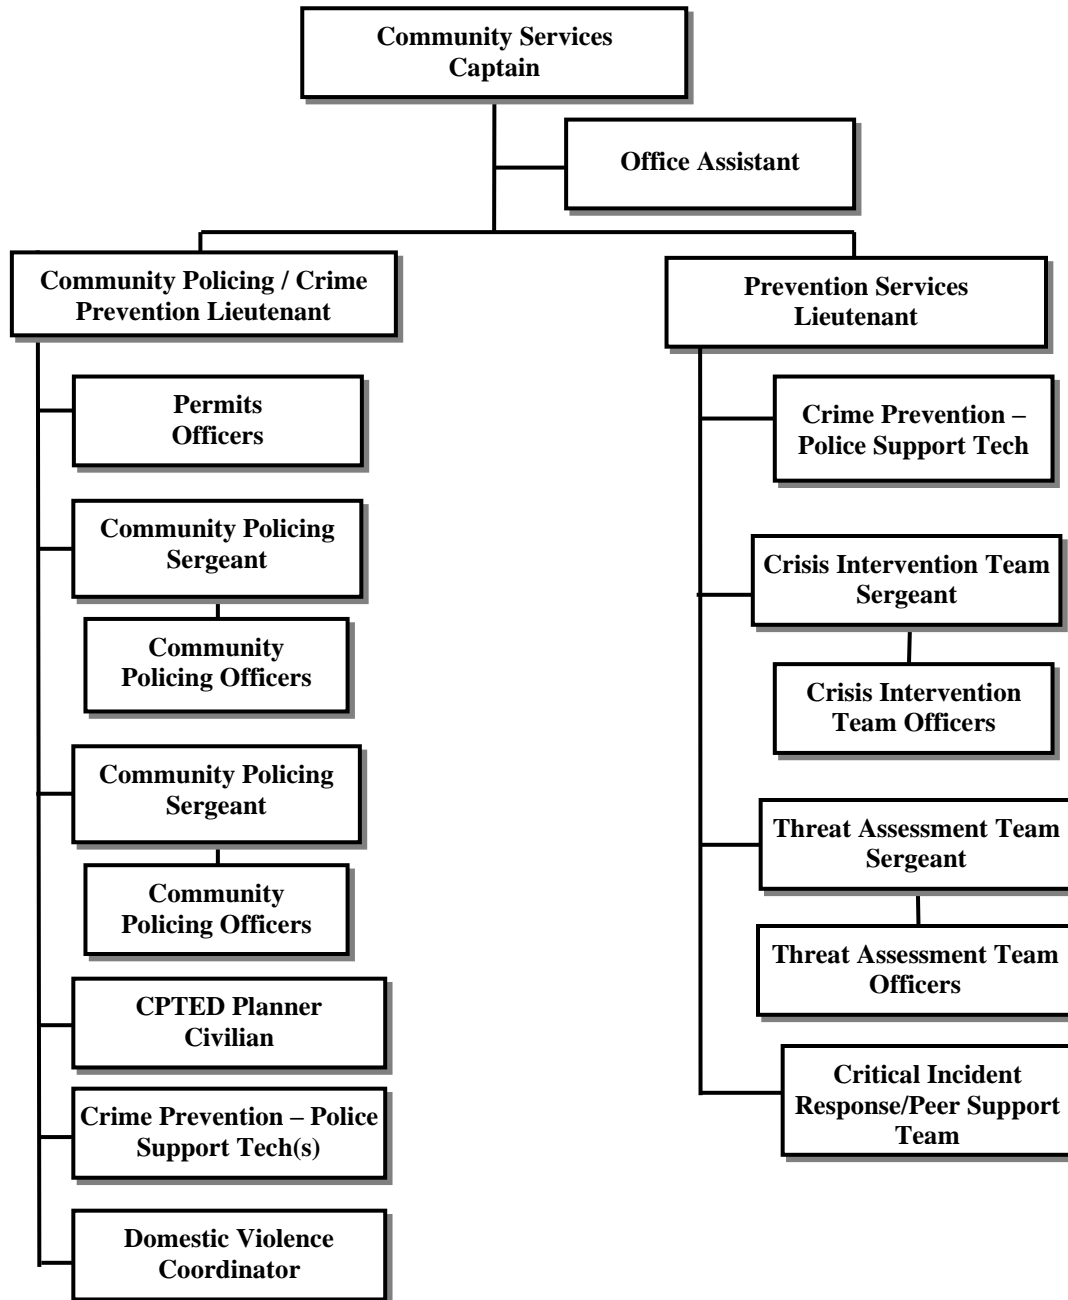 Community Services
Captain
Office Assistant
Community Policing / Crime
Prevention Lieutenant
Permits
Officers
Community Policing
Sergeant
Community
Policing Officers
Community Policing
Sergeant
Community
Policing Officers
CPTED Planner
Civilian
Crime Prevention – Police
Support Tech(s)
Domestic Violence
Coordinator
Prevention Services
Lieutenant
Crime Prevention –
Police Support Tech
Crisis Intervention Team
Sergeant
Crisis Intervention
Team Officers
Threat Assessment Team
Sergeant
Threat Assessment Team
Officers
Critical Incident
Response/Peer Support
Team